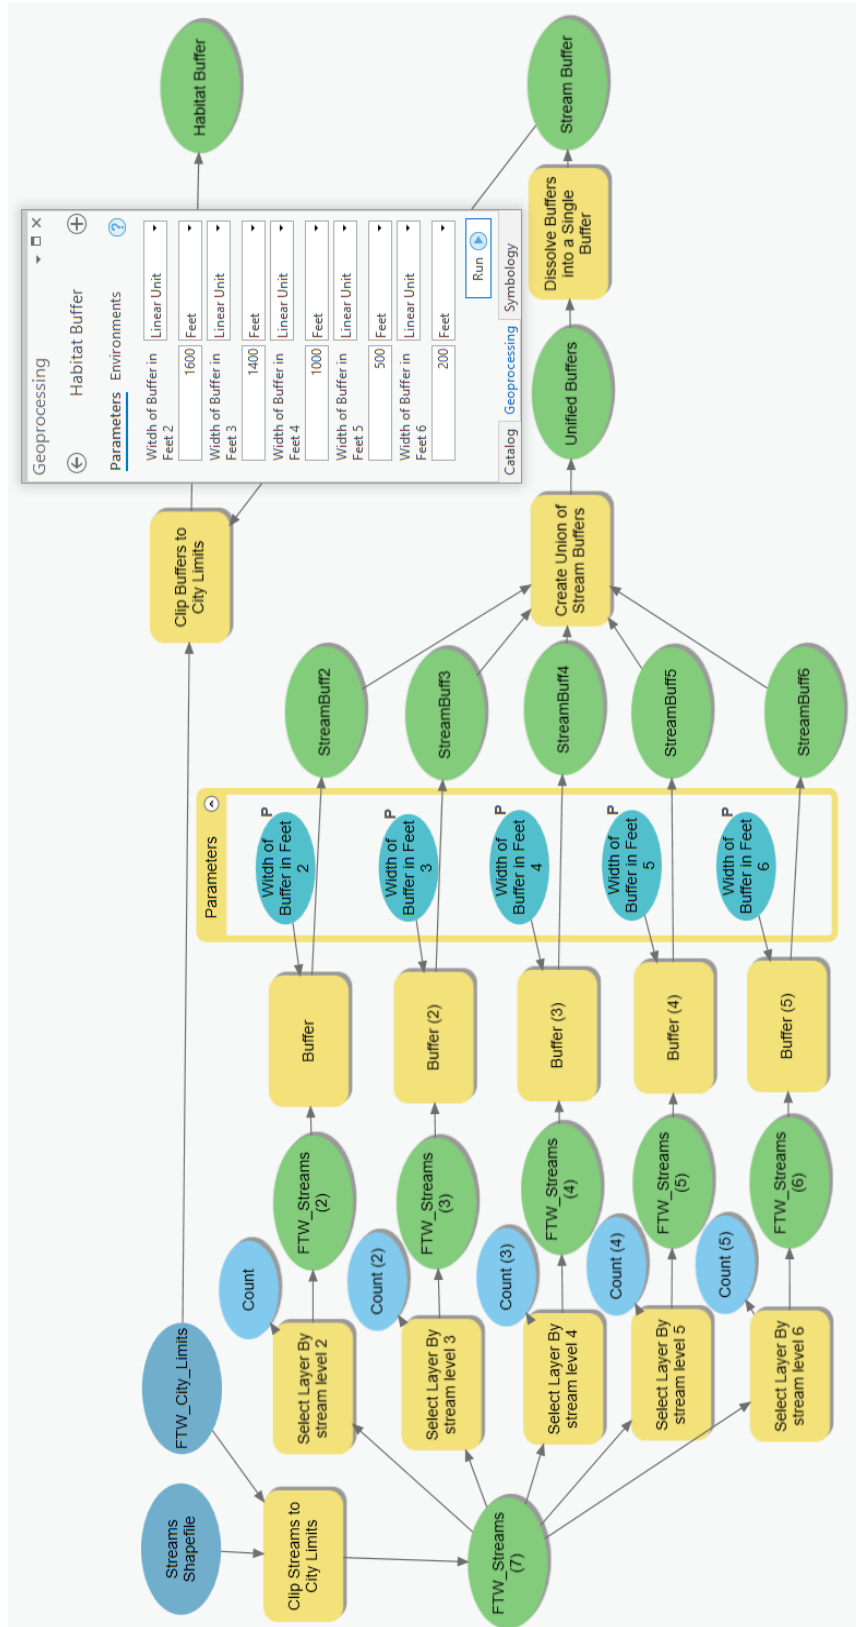 Streams
Shapefile
FTW_City_Limits
Clip Streams to
City Limits
FTW_Streams
(7)
Select Layer By
stream level 2
Select Layer By
stream level 3
Select Layer By
stream level 4
Select Layer By
stream level 5
Select Layer By
stream level 6
Count
Count (2)
Count (3)
Count (4)
Count (5)
FTW_Streams
(2)
FTW_Streams
(3)
FTW_Streams
(4)
FTW_Streams
(5)
FTW_Streams
(6)
Buffer
Buffer (2)
Buffer (3)
Buffer (4)
Buffer (5)
Parameters
P
Witdh of
Buffer in Feet
2
P
Width of
Buffer in Feet
3
P
Width of
Buffer in Feet
4
P
Width of
Buffer in Feet
5
P
Width of
Buffer in Feet
6
StreamBuff2
StreamBuff3
StreamBuff4
StreamBuff5
StreamBuff6
Clip Buffers to
City Limits
Create Union of
Stream Buffers
Unified Buffers
Dissolve Buffers
into a Single
Buffer
Stream Buffer
Habitat Buffer
Geoprocessing
Habitat Buffer
Parameters Environments
Witdh of Buffer in Linear Unit
Feet 2
1600 Feet
Width of Buffer in Linear Unit
Feet 3
1400 Feet
Width of Buffer in Linear Unit
Feet 4
1000 Feet
Width of Buffer in Linear Unit
Feet 5
500 Feet
Width of Buffer in Linear Unit
Feet 6
200 Feet
Run
Catalog Geoprocessing Symbology